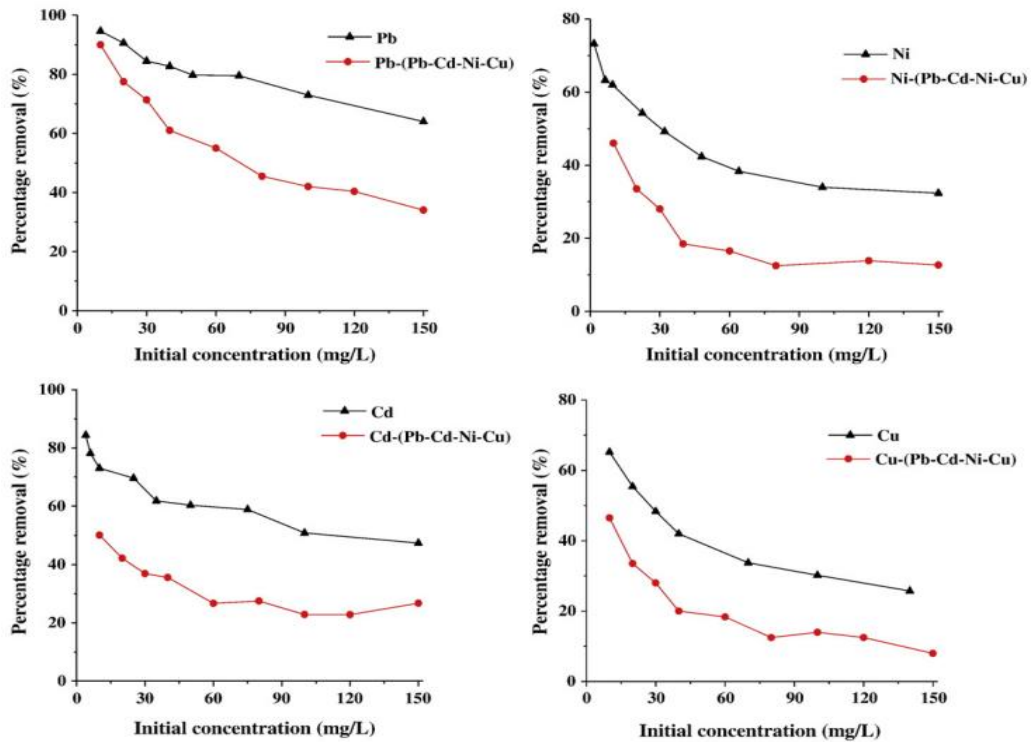 Percentage removal (%)
100
80
60
40
20
0
Pb
Pb-(Pb-Cd-Ni-Cu)
0 30 60 90 120 150
Initial concentration (mg/L)
Percentage removal (%)
80
60
40
20
0
Ni
Ni-(Pb-Cd-Ni-Cu)
0 30 60 90 120 150
Initial concentration (mg/L)
Percentage removal (%)
100
80
60
40
20
0
Cd
Cd-(Pb-Cd-Ni-Cu)
0 30 60 90 120 150
Initial concentration (mg/L)
Percentage removal (%)
80
60
40
20
0
Cu
Cu-(Pb-Cd-Ni-Cu)
0 30 60 90 120 150
Initial concentration (mg/L)